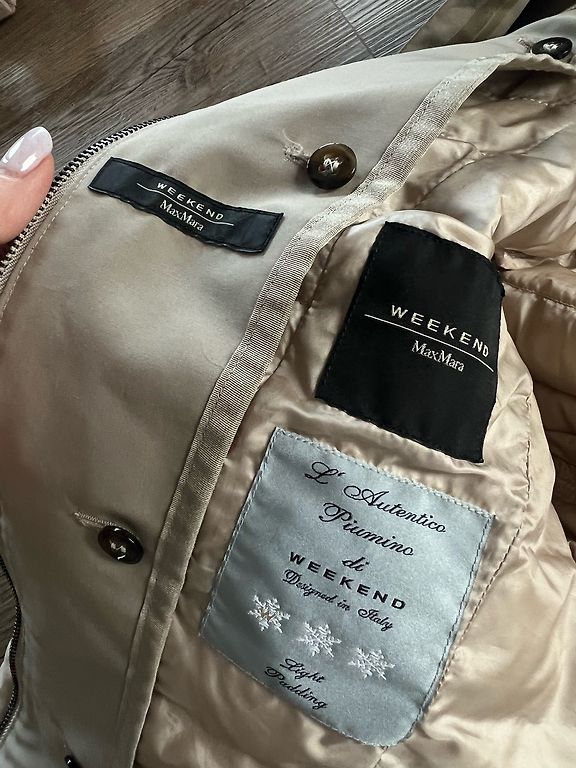 WEEKEND
MaxMara
WEEKEND
MaxMara
L' Autentico
Piumino
di
WEEKEND
Designed in Italy
Light
Padding